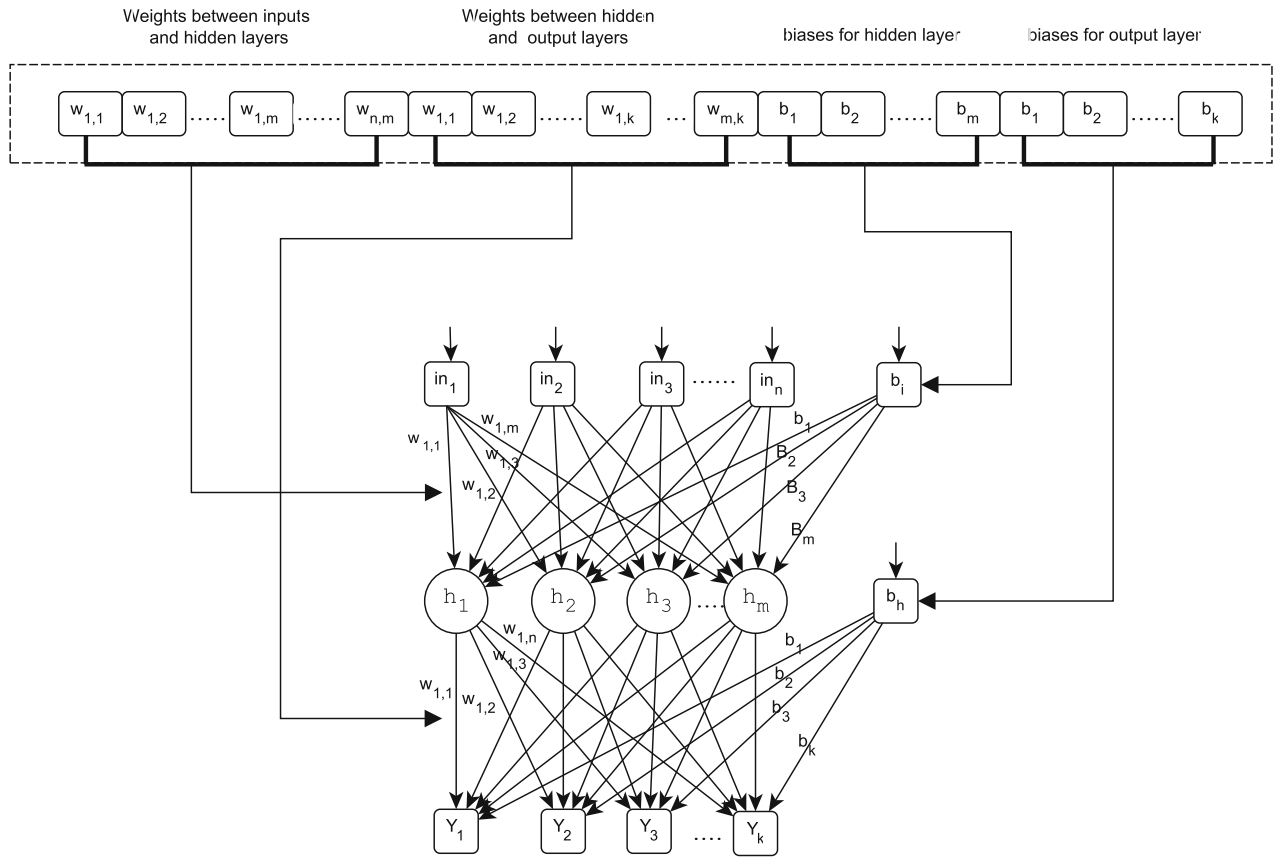 Weights between inputs
and hidden layers
Weights between hidden
and output layers
biases for hidden layer
biases for output layer
w1,1 w1,2 ...... w1,m ...... wn,m w1,1 w1,2 ...... w1,k ... wm,k b1 b2 ...... bm b1 b2 ...... bk
in1 in2 in3 ...... inn bi
w1,m b1
w1,1
w1,3 B2
w1,2 B3
Bm
h1 h2 h3 .... hm bh
w1,n b1
w1,3
w1,1 b2
w1,2 b3
bk
Y1 Y2 Y3 .... Yk